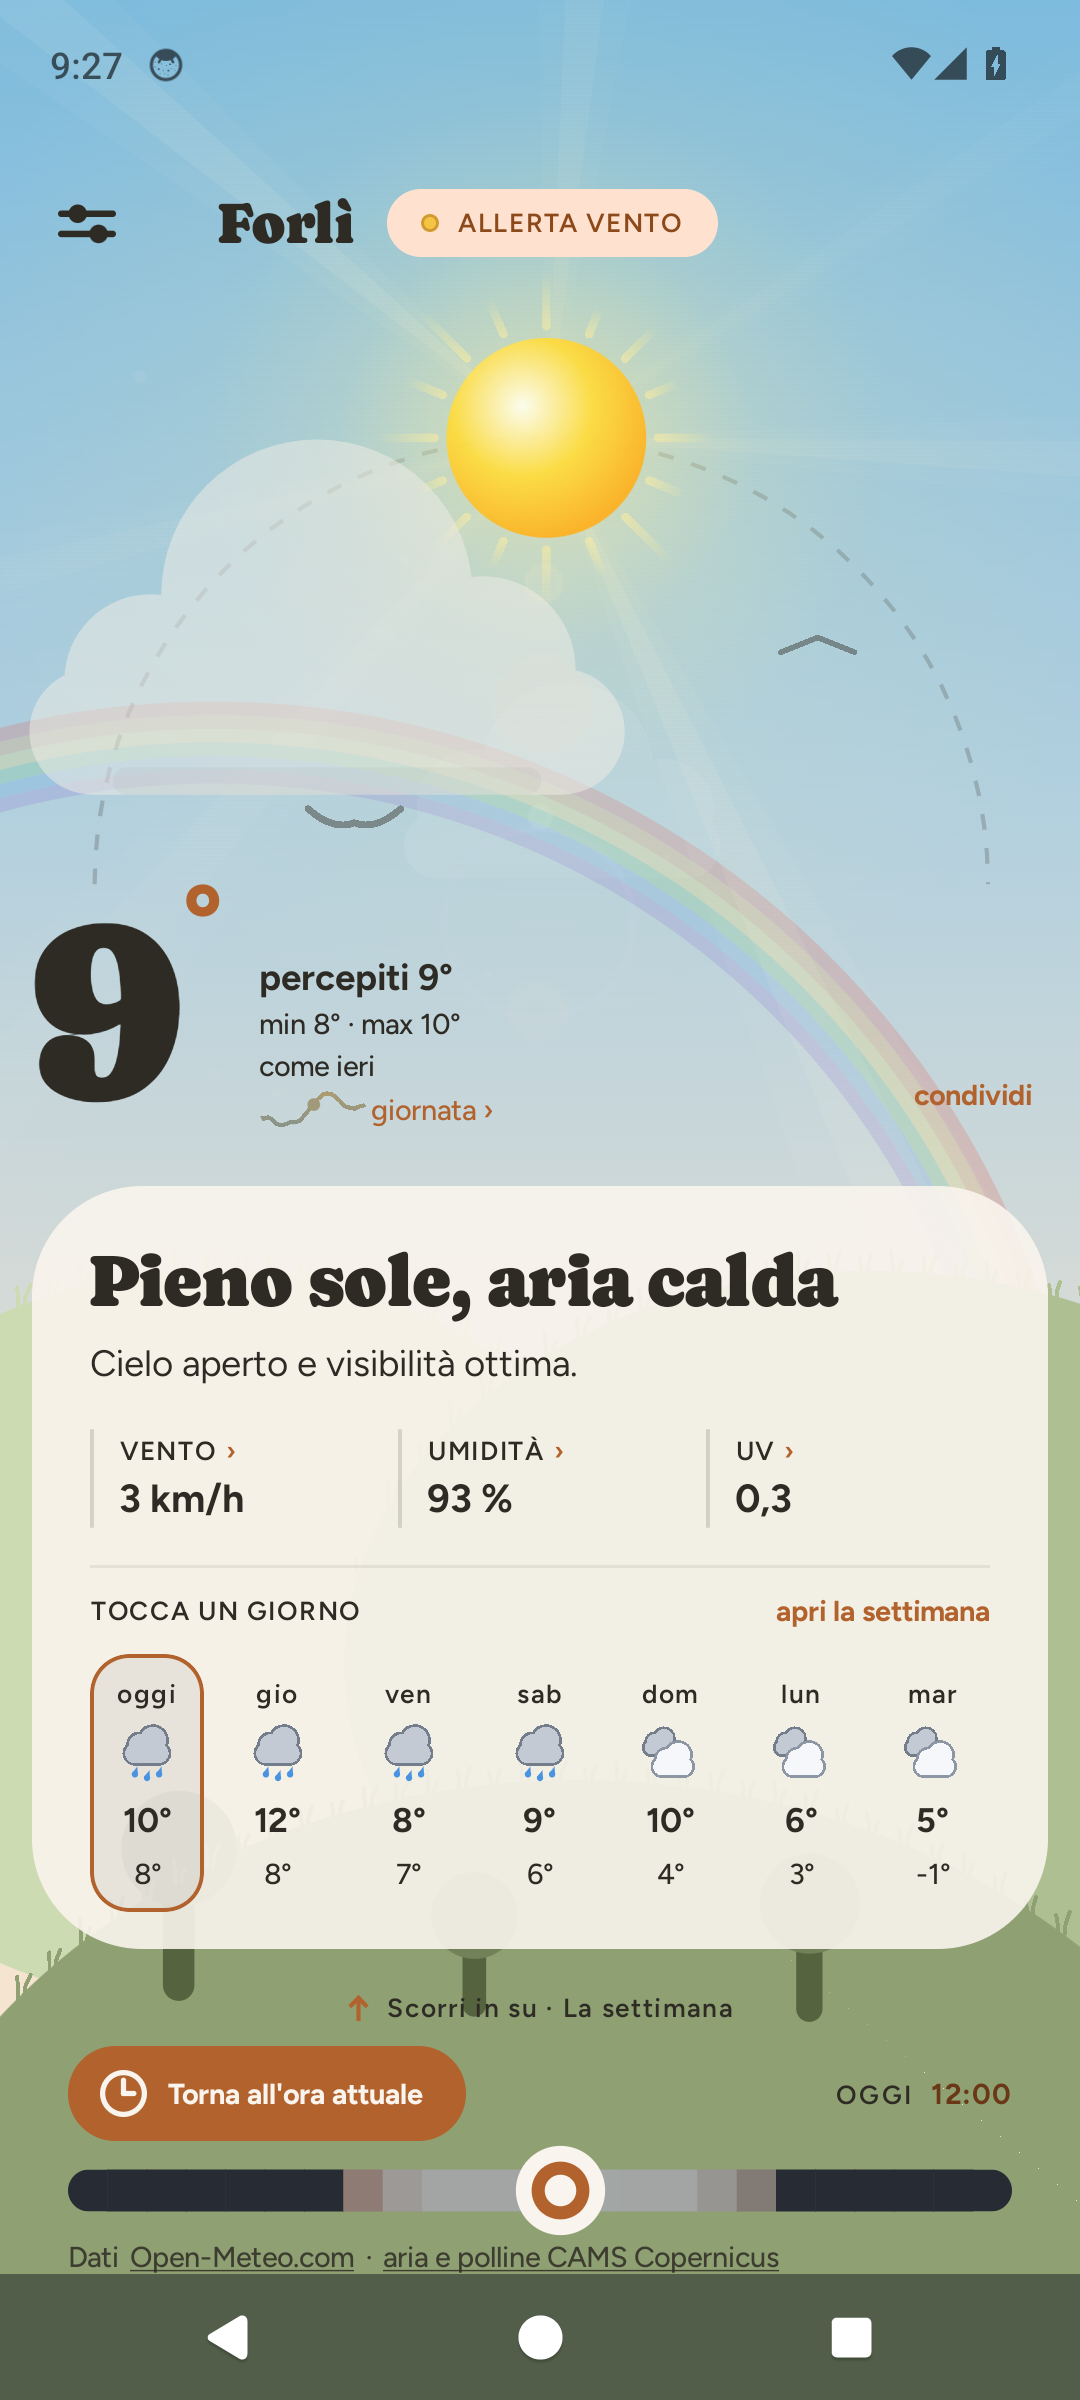 9:27
Forlì
ALLERTA VENTO
9°
percepiti 9°
min 8° · max 10°
come ieri
giornata ›
condividi
Pieno sole, aria calda
Cielo aperto e visibilità ottima.
VENTO › UMIDITÀ › UV ›
3 km/h 93 % 0,3
TOCCA UN GIORNO apri la settimana
oggi gio ven sab dom lun mar
10° 12° 8° 9° 10° 6° 5°
8° 8° 7° 6° 4° 3° -1°
↑ Scorri in su · La settimana
Torna all'ora attuale OGGI 12:00
Dati Open-Meteo.com · aria e polline CAMS Copernicus